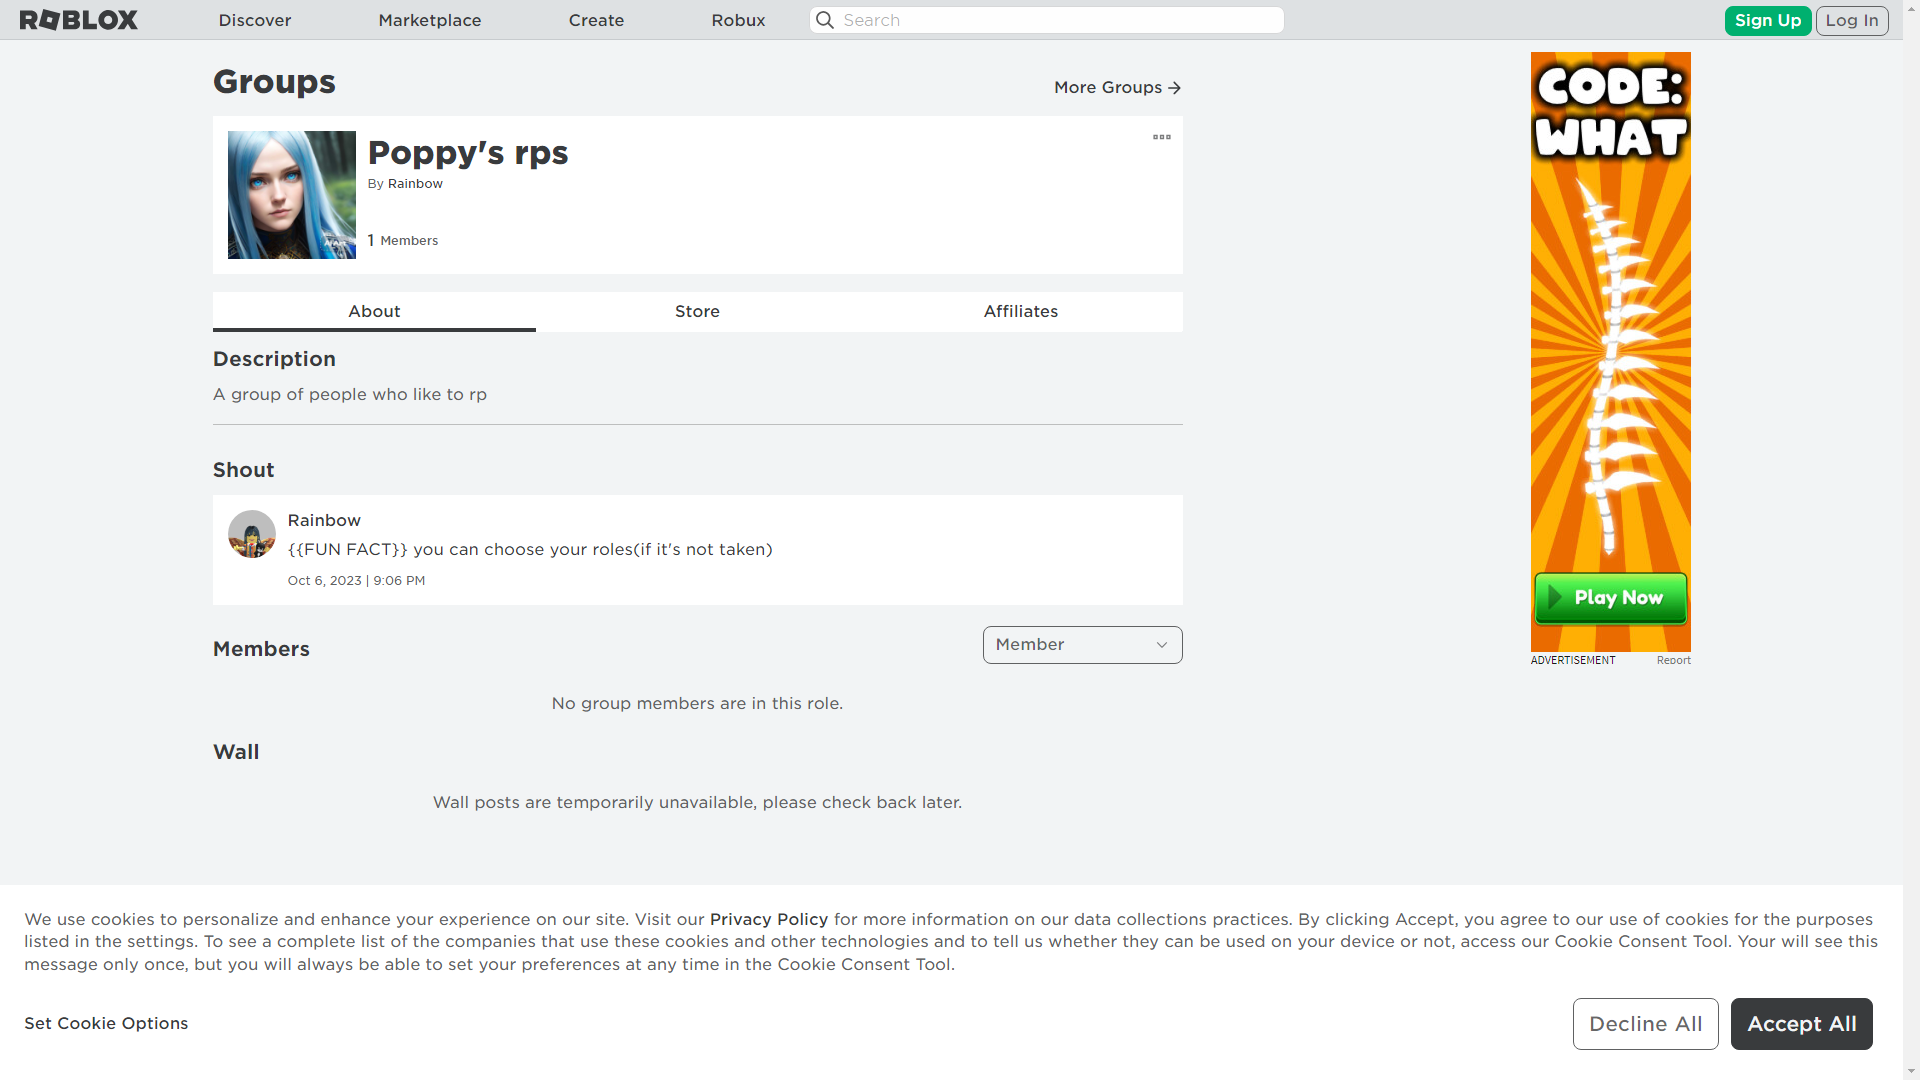 ROBLOX
Discover
Marketplace
Create
Robux
Search
Sign Up
Log In
Groups
More Groups
Poppy's rps
By Rainbow
1 Members
About
Store
Affiliates
Description
A group of people who like to rp
Shout
Rainbow
{{FUN FACT}} you can choose your roles(if it's not taken)
Oct 6, 2023 | 9:06 PM
Members
Member
No group members are in this role.
Wall
Wall posts are temporarily unavailable, please check back later.
CODE:
WHAT
Play Now
ADVERTISEMENT
Report
We use cookies to personalize and enhance your experience on our site. Visit our Privacy Policy for more information on our data collections practices. By clicking Accept, you agree to our use of cookies for the purposes
listed in the settings. To see a complete list of the companies that use these cookies and other technologies and to tell us whether they can be used on your device or not, access our Cookie Consent Tool. Your will see this
message only once, but you will always be able to set your preferences at any time in the Cookie Consent Tool.
Set Cookie Options
Decline All
Accept All